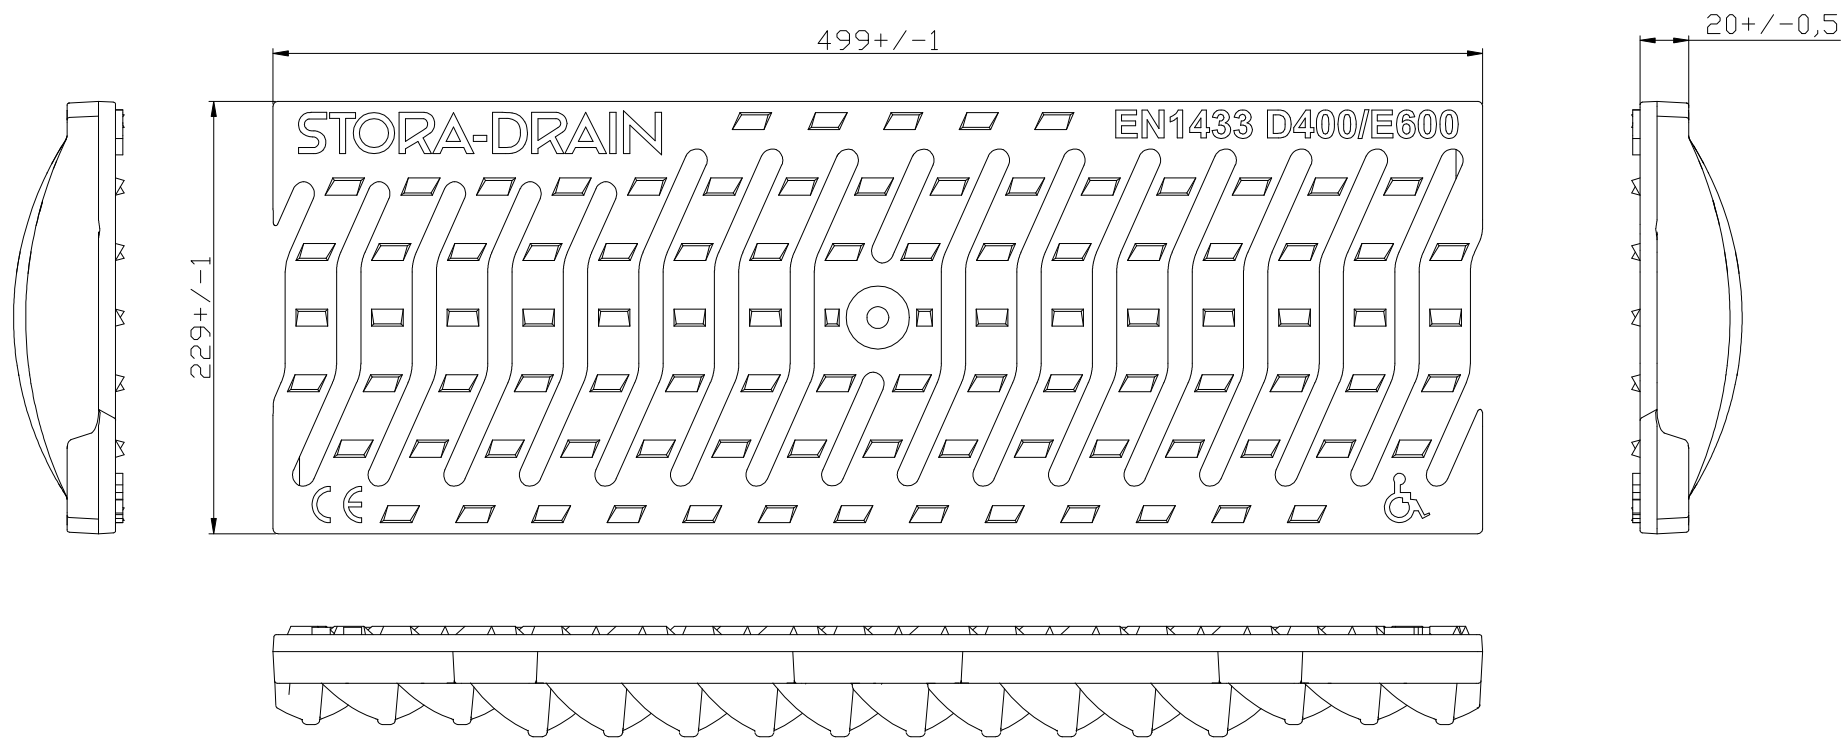 499+/-1
20+/-0,5
STORA-DRAIN
EN1433 D400/E600
229+/-1
CE